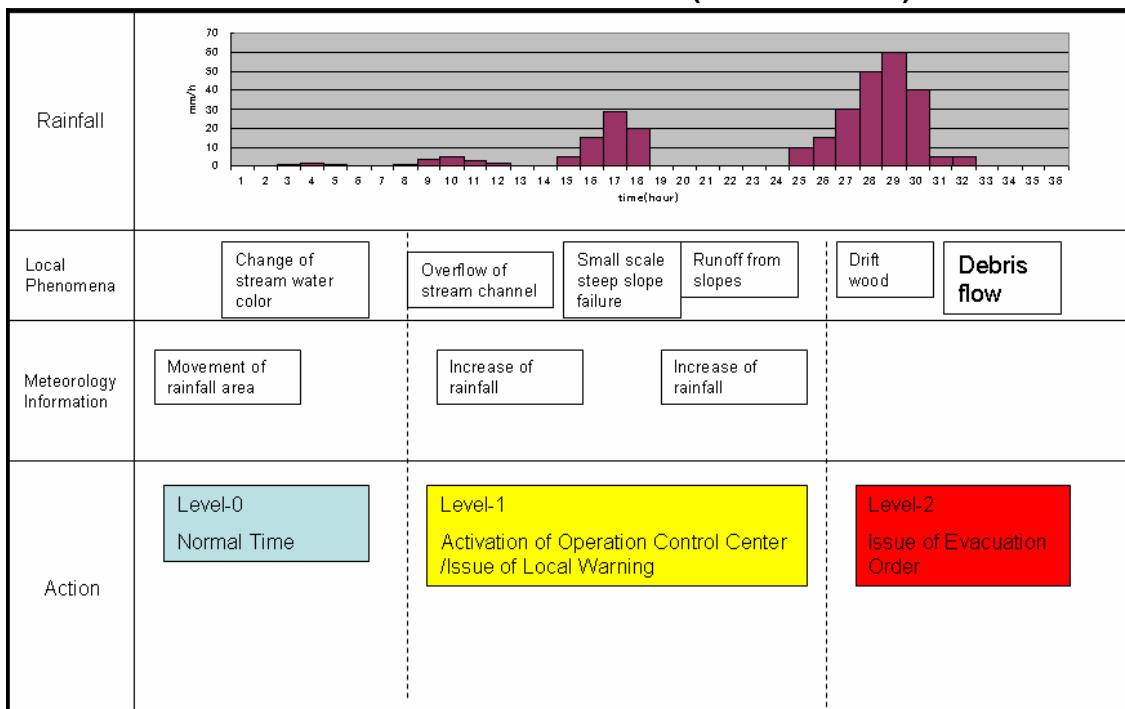 70
60
50
40
30
20
10
0
mm/h
1 2 3 4 5 6 7 8 9 10 11 12 13 14 15 16 17 18 19 20 21 22 23 24 25 26 27 28 29 30 31 32 33 34 35 36
time(hour)
Rainfall
Local
Phenomena
Change of
stream water
color
Overflow of
stream channel
Small scale
steep slope
failure
Runoff from
slopes
Drift
wood
Debris
flow
Meteorology
Information
Movement of
rainfall area
Increase of
rainfall
Increase of
rainfall
Action
Level-0
Normal Time
Level-1
Activation of Operation Control Center
/Issue of Local Warning
Level-2
Issue of Evacuation
Order